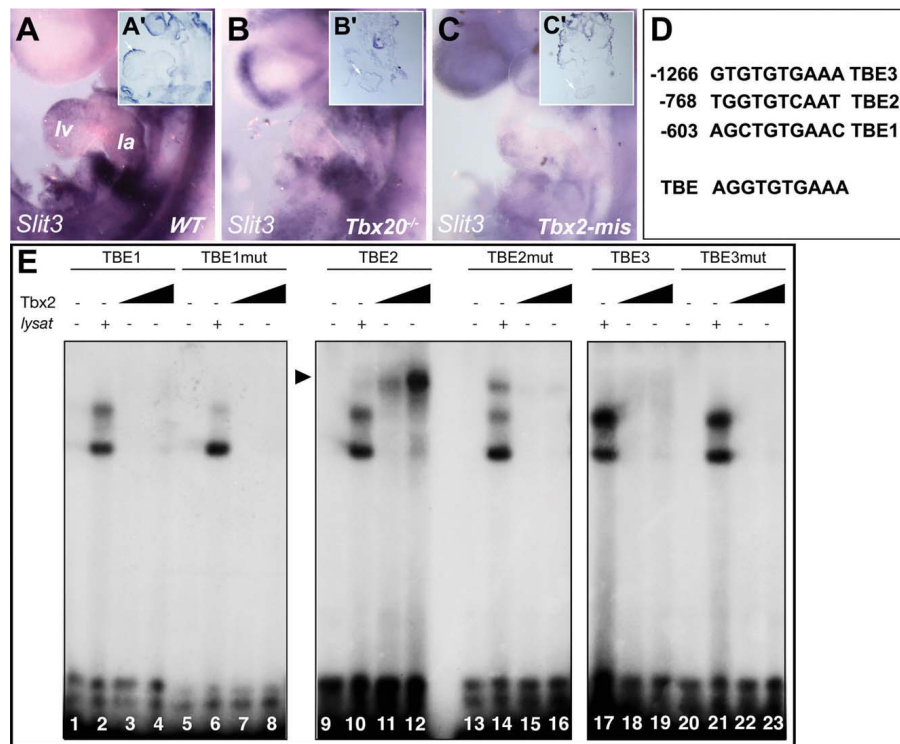 A A' B B' C C' D
lv la
Slit3 WT Slit3 Tbx20-/- Slit3 Tbx2-mis
-1266 GTGTGTGAAA TBE3
-768 TGGTGTCAAT TBE2
-603 AGCTGTGAAC TBE1
TBE AGGTGTGAAA
E
TBE1 TBE1mut TBE2 TBE2mut TBE3 TBE3mut
Tbx2 - - - - - - - - - -
lysat - + - - - + - - - + - - - + - - + - - - + - -
1 2 3 4 5 6 7 8 9 10 11 12 13 14 15 16 17 18 19 20 21 22 23